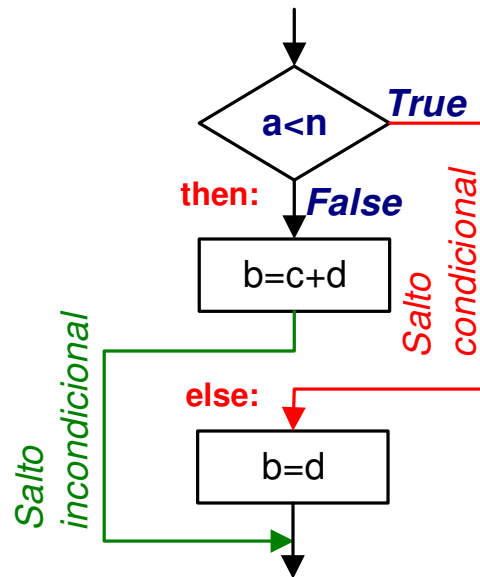 True
a<n
then:
False
b=c+d
Salto
condicional
else:
b=d
Salto
incondicional